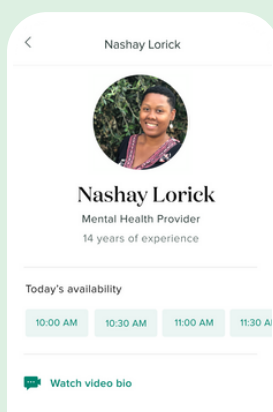 Nashay Lorick
Nashay Lorick
Mental Health Provider
14 years of experience
Today's availability
10:00 AM 10:30 AM 11:00 AM 11:30 A
Watch video bio